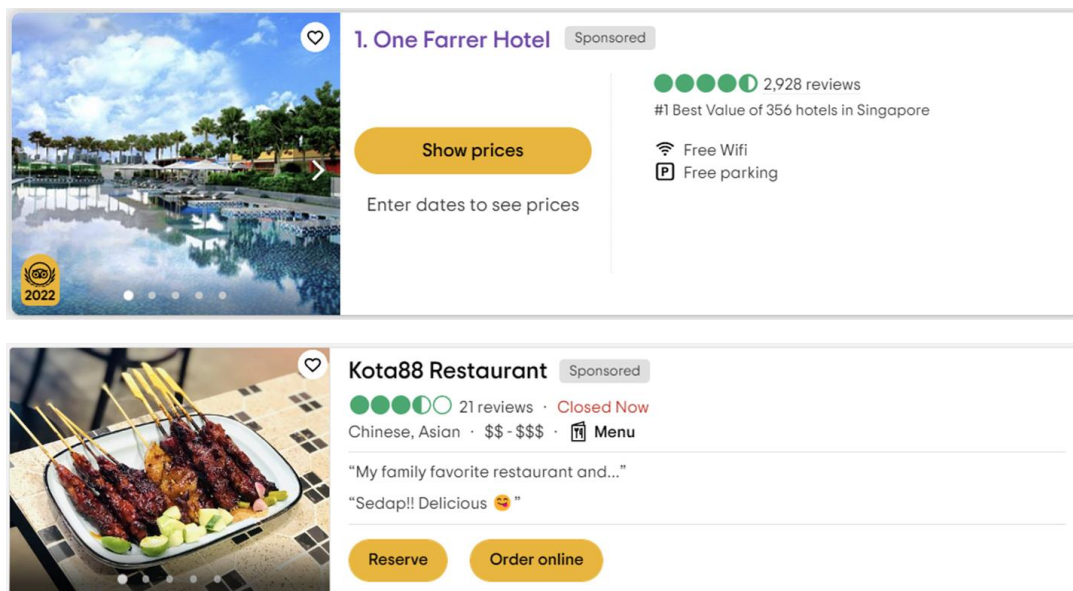 1. One Farrer Hotel Sponsored
2,928 reviews
#1 Best Value of 356 hotels in Singapore
Show prices
Free Wifi
P Free parking
Enter dates to see prices
2022
Kota88 Restaurant Sponsored
21 reviews · Closed Now
Chinese, Asian · $$ - $$$ · Menu
“My family favorite restaurant and...”
“Sedap!! Delicious 😋 ”
Reserve Order online